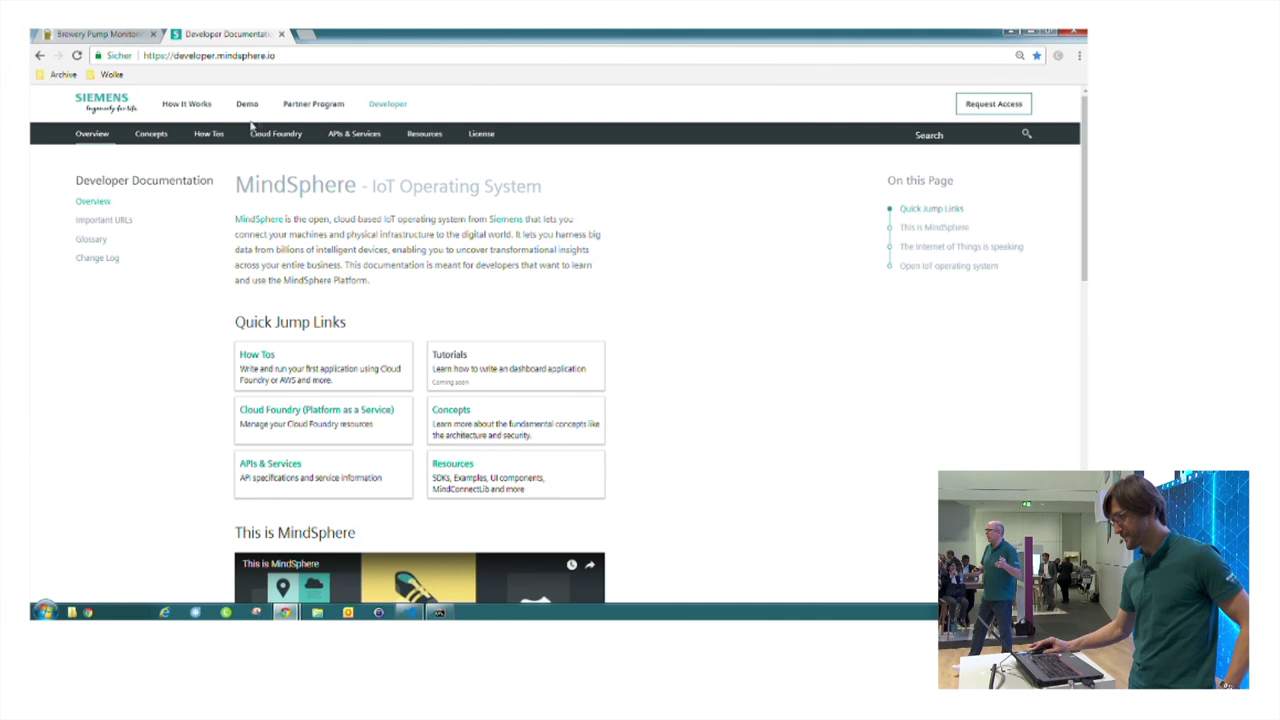 Brewery Pump Monitorin
Developer Documentatio
Sicher
https://developer.mindsphere.io
Archive
Wolke
SIEMENS
Ingenuity for life
How It Works
Demo
Partner Program
Developer
Request Access
Overview
Concepts
How Tos
Cloud Foundry
APIs & Services
Resources
License
Search
Developer Documentation
Overview
Important URLs
Glossary
Change Log
MindSphere - IoT Operating System
MindSphere is the open, cloud-based IoT operating system from Siemens that lets you
connect your machines and physical infrastructure to the digital world. It lets you harness big
data from billions of intelligent devices, enabling you to uncover transformational insights
across your entire business. This documentation is meant for developers that want to learn
and use the MindSphere Platform.
On this Page
Quick Jump Links
This is MindSphere
The Internet of Things is speaking
Open IoT operating system
Quick Jump Links
How Tos
Write and run your first application using Cloud
Foundry or AWS and more.
Tutorials
Learn how to write an dashboard application
Coming soon
Cloud Foundry (Platform as a Service)
Manage your Cloud Foundry resources
Concepts
Learn more about the fundamental concepts like
the architecture and security.
APIs & Services
API specifications and service information
Resources
SDKs, Examples, UI components,
MindConnectLib and more
This is MindSphere
This is MindSphere